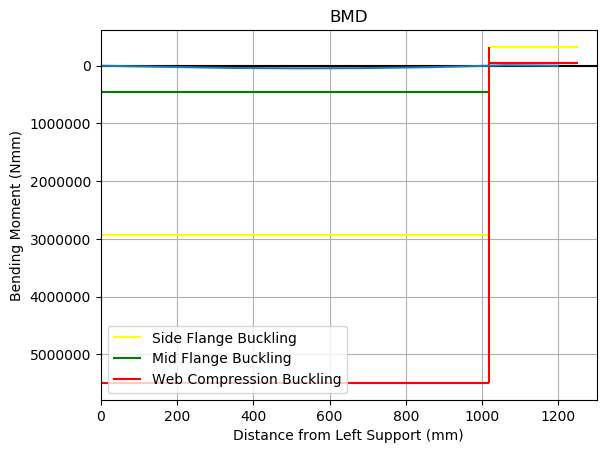 BMD
Bending Moment (Nmm)
0
1000000
2000000
3000000
4000000
5000000
Side Flange Buckling
Mid Flange Buckling
Web Compression Buckling
0 200 400 600 800 1000 1200
Distance from Left Support (mm)